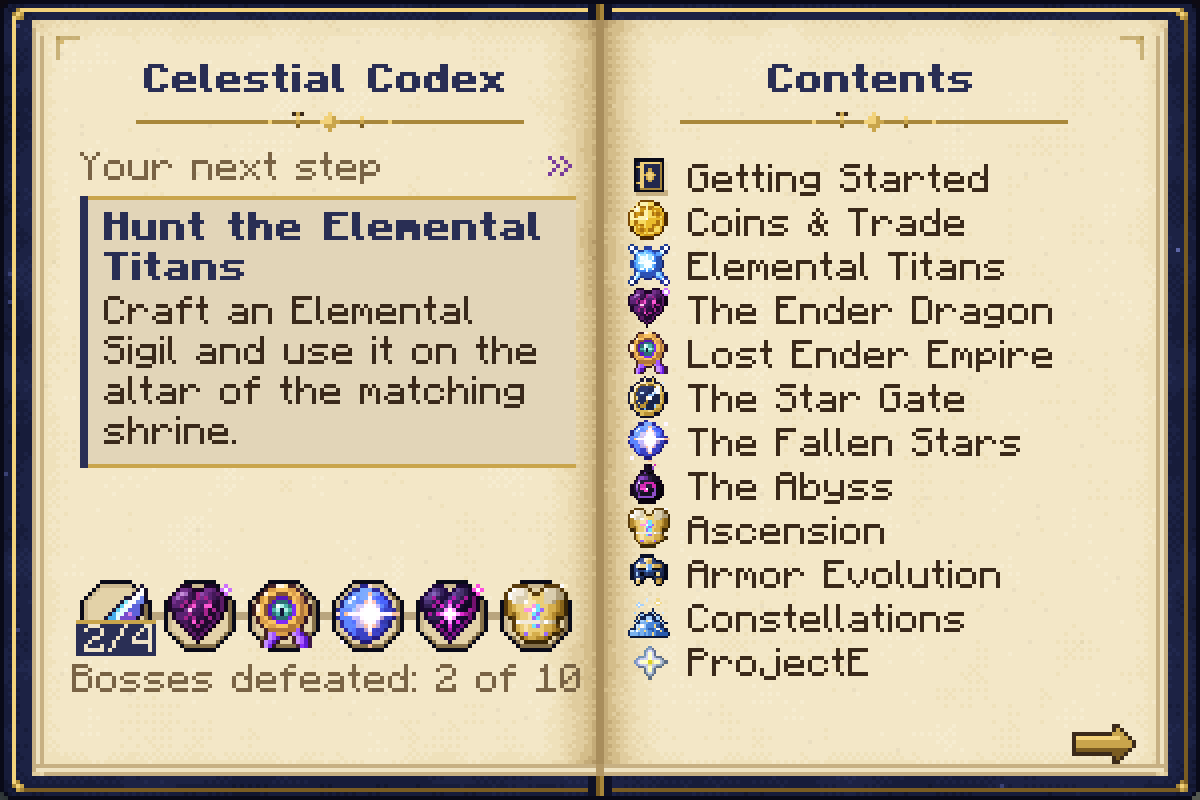 Celestial Codex
Your next step
»
Hunt the Elemental
Titans
Craft an Elemental
Sigil and use it on the
altar of the matching
shrine.
2/4
Bosses defeated: 2 of 10
Contents
Getting Started
Coins & Trade
Elemental Titans
The Ender Dragon
Lost Ender Empire
The Star Gate
The Fallen Stars
The Abyss
Ascension
Armor Evolution
Constellations
ProjectE